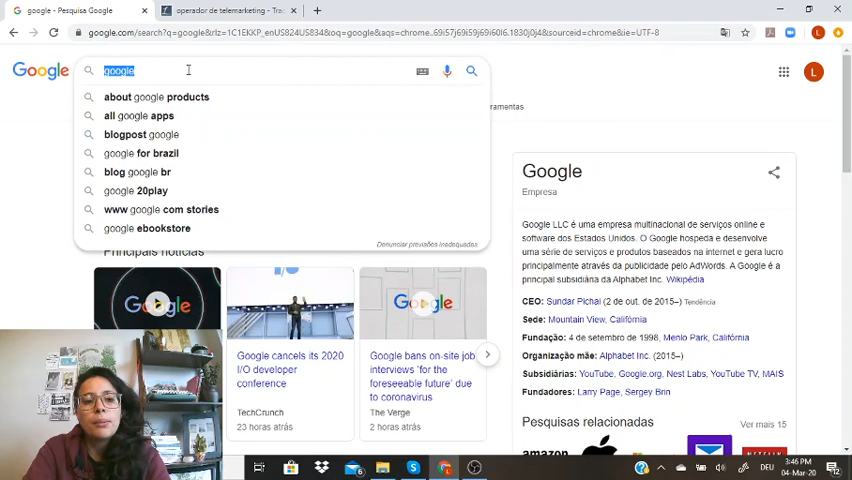 google - Pesquisa Google
operador de telemarketing - Tra
google.com/search?q=google&rlz=1C1EKKP_enUS824US834&oq=google&aqs=chrome..69i57j69i60l6.1830j0j4&sourceid=chrome&ie=UTF-8
Google
google
L
about google products
all google apps
blogpost google
google for brazil
blog google br
google 20play
www google com stories
google ebookstore
Denunciar previsões inadequadas
ramentas
Principais notícias
Google
Google
Google cancels its 2020
I/O developer
conference
TechCrunch
23 horas atrás
Google bans on-site job
interviews 'for the
foreseeable future' due
to coronavirus
The Verge
2 horas atrás
Google
Empresa
Google LLC é uma empresa multinacional de serviços online e
software dos Estados Unidos. O Google hospeda e desenvolve
uma série de serviços e produtos baseados na internet e gera lucro
principalmente através da publicidade pelo AdWords. A Google é a
principal subsidiária da Alphabet Inc. Wikipédia
CEO: Sundar Pichai (2 de out. de 2015–) Tendência
Sede: Mountain View, Califórnia
Fundação: 4 de setembro de 1998, Menlo Park, Califórnia
Organização mãe: Alphabet Inc. (2015–)
Subsidiárias: YouTube, Google.org, Nest Labs, YouTube TV, MAIS
Fundadores: Larry Page, Sergey Brin
Pesquisas relacionadas
Ver mais 15
amazon
NETFLIX
DEU
3:46 PM
04-Mar-20